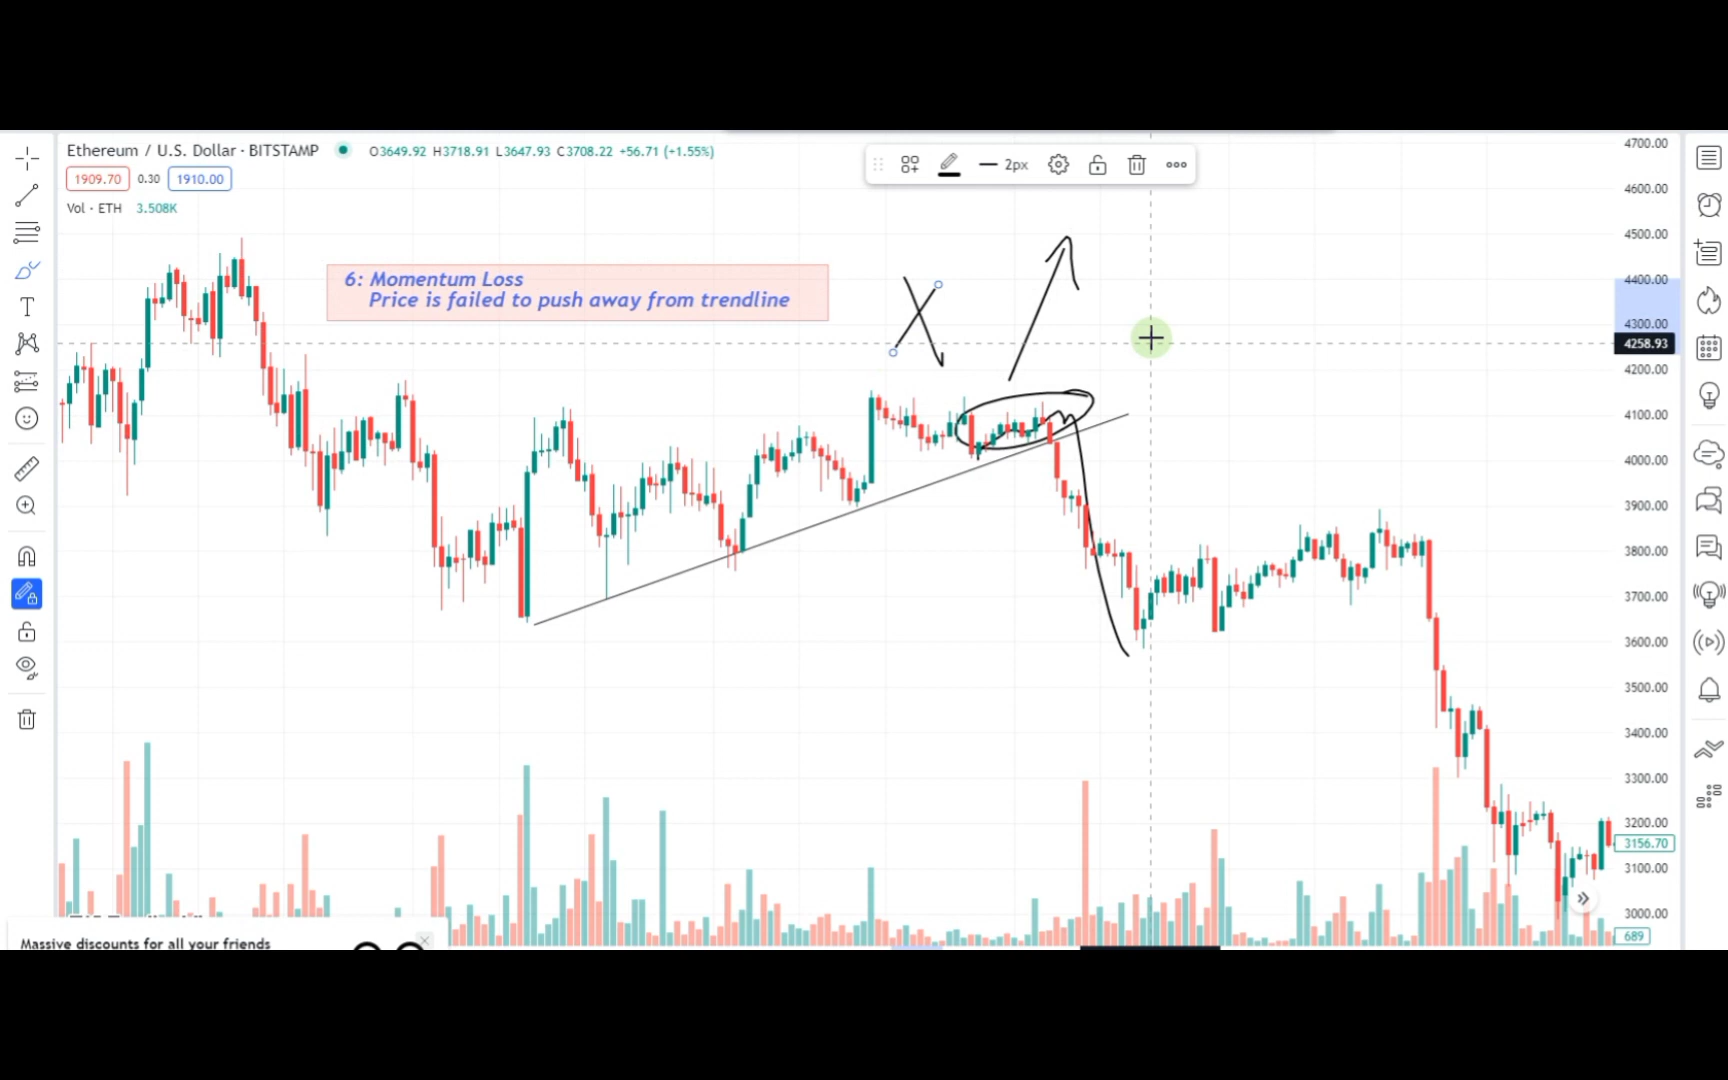 Ethereum / U.S. Dollar · BITSTAMP O3649.92 H3718.91 L3647.93 C3708.22 +56.71 (+1.55%)
1909.70 0.30 1910.00
Vol · ETH 3.508K
2px
6: Momentum Loss
Price is failed to push away from trendline
X
4700.00
4600.00
4500.00
4400.00
4300.00
4258.93
4200.00
4100.00
4000.00
3900.00
3800.00
3700.00
3600.00
3500.00
3400.00
3300.00
3200.00
3156.70
3100.00
3000.00
689
Massive discounts for all your friends